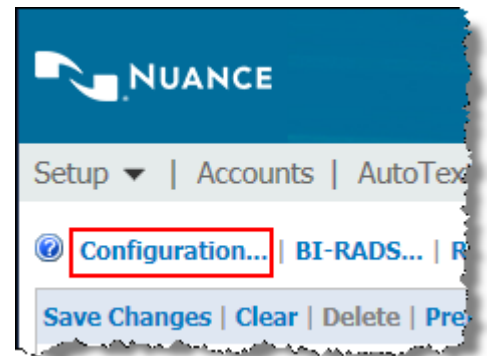 NUANCE
Setup ▼ | Accounts | AutoTex
Configuration... | BI-RADS... | R
Save Changes | Clear | Delete | Pre